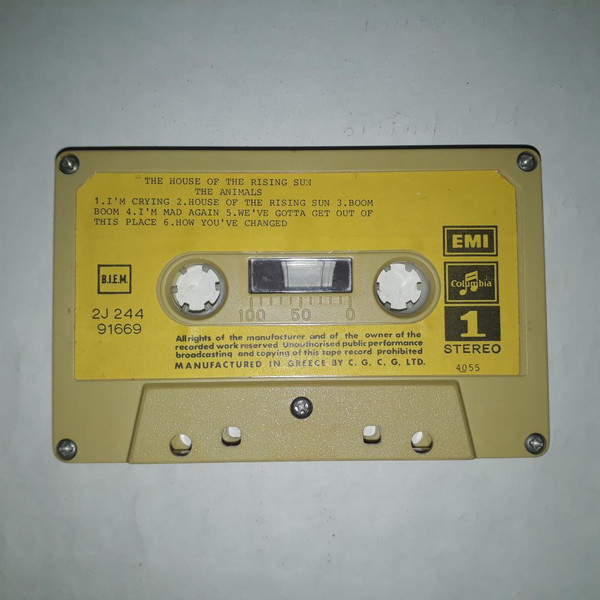 THE HOUSE OF THE RISING SUN
THE ANIMALS
1.I'M CRYING 2.HOUSE OF THE RISING SUN 3.BOOM
BOOM 4.I'M MAD AGAIN 5.WE'VE GOTTA GET OUT OF
THIS PLACE 6.HOW YOU'VE CHANGED
EMI
B.I.E.M.
Columbia
2J 244
91669
100 50 0
1
STEREO
All rights of the manufacturer and of the owner of the
recorded work reserved Unauthorised public performance
broadcasting and copying of this tape record prohibited
MANUFACTURED IN GREECE BY C. G. C. G. LTD.
4055